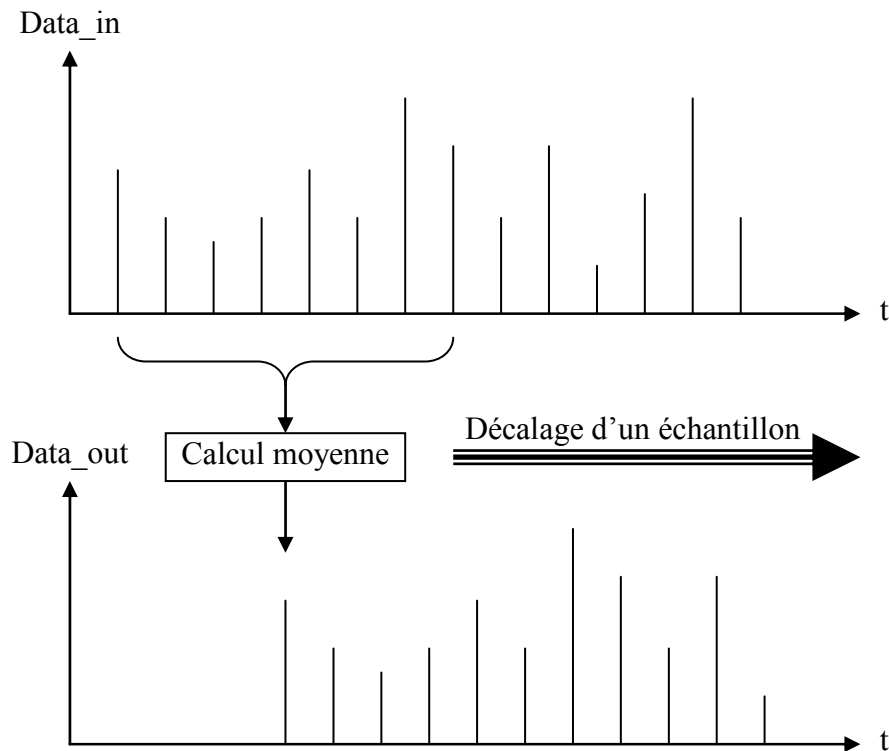 Data_in
t
Calcul moyenne
Décalage d’un échantillon
Data_out
t